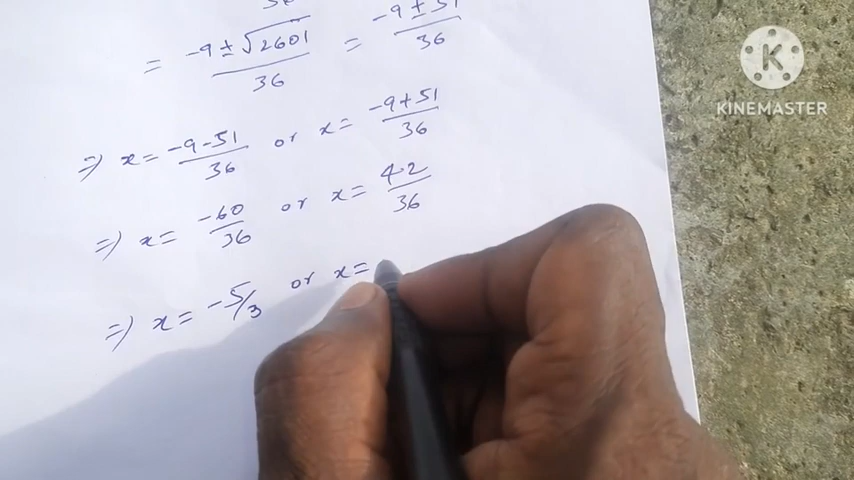 = -9±√2601/36 = -9±51/36
⇒ x = -9-51/36 or x = -9+51/36
⇒ x = -60/36 or x = 42/36
⇒ x = -5/3 or x =
K
KINEMASTER